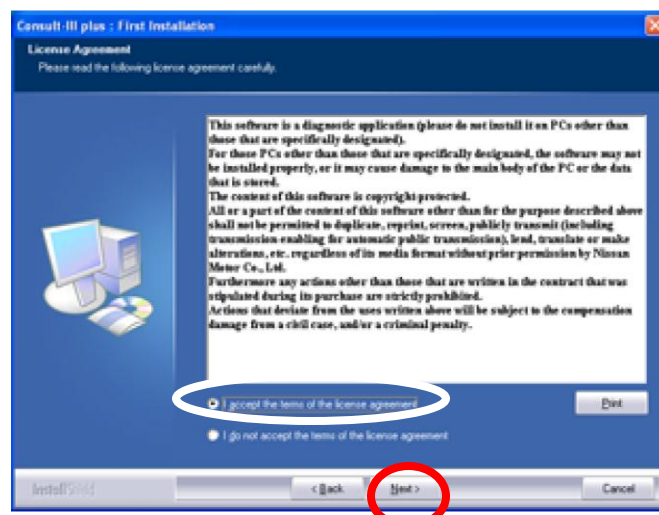 Consult-III plus : First Installation
License Agreement
Please read the following license agreement carefully.
This software is a diagnostic application (please do not install it on PCs other than
those that are specifically designated).
For those PCs other than those that are specifically designated, the software may not
be installed properly, or it may cause damage to the main body of the PC or the data
that is stored.
The content of this software is copyright-protected.
All or a part of the content of this software other than for the purpose described above
shall not be permitted to duplicate, reprint, screen, publicly transmit (including
transmission enabling for automatic public transmission), lend, translate or make
alterations, etc. regardless of its media format without prior permission by Nissan
Motor Co., Ltd.
Furthermore any actions other than those that are written in the contract that was
stipulated during its purchase are strictly prohibited.
Actions that deviate from the uses written above will be subject to the compensation
damage from a civil case, and/or a criminal penalty.
I accept the terms of the license agreement
Print
I do not accept the terms of the license agreement
InstallShield
< Back
Next >
Cancel